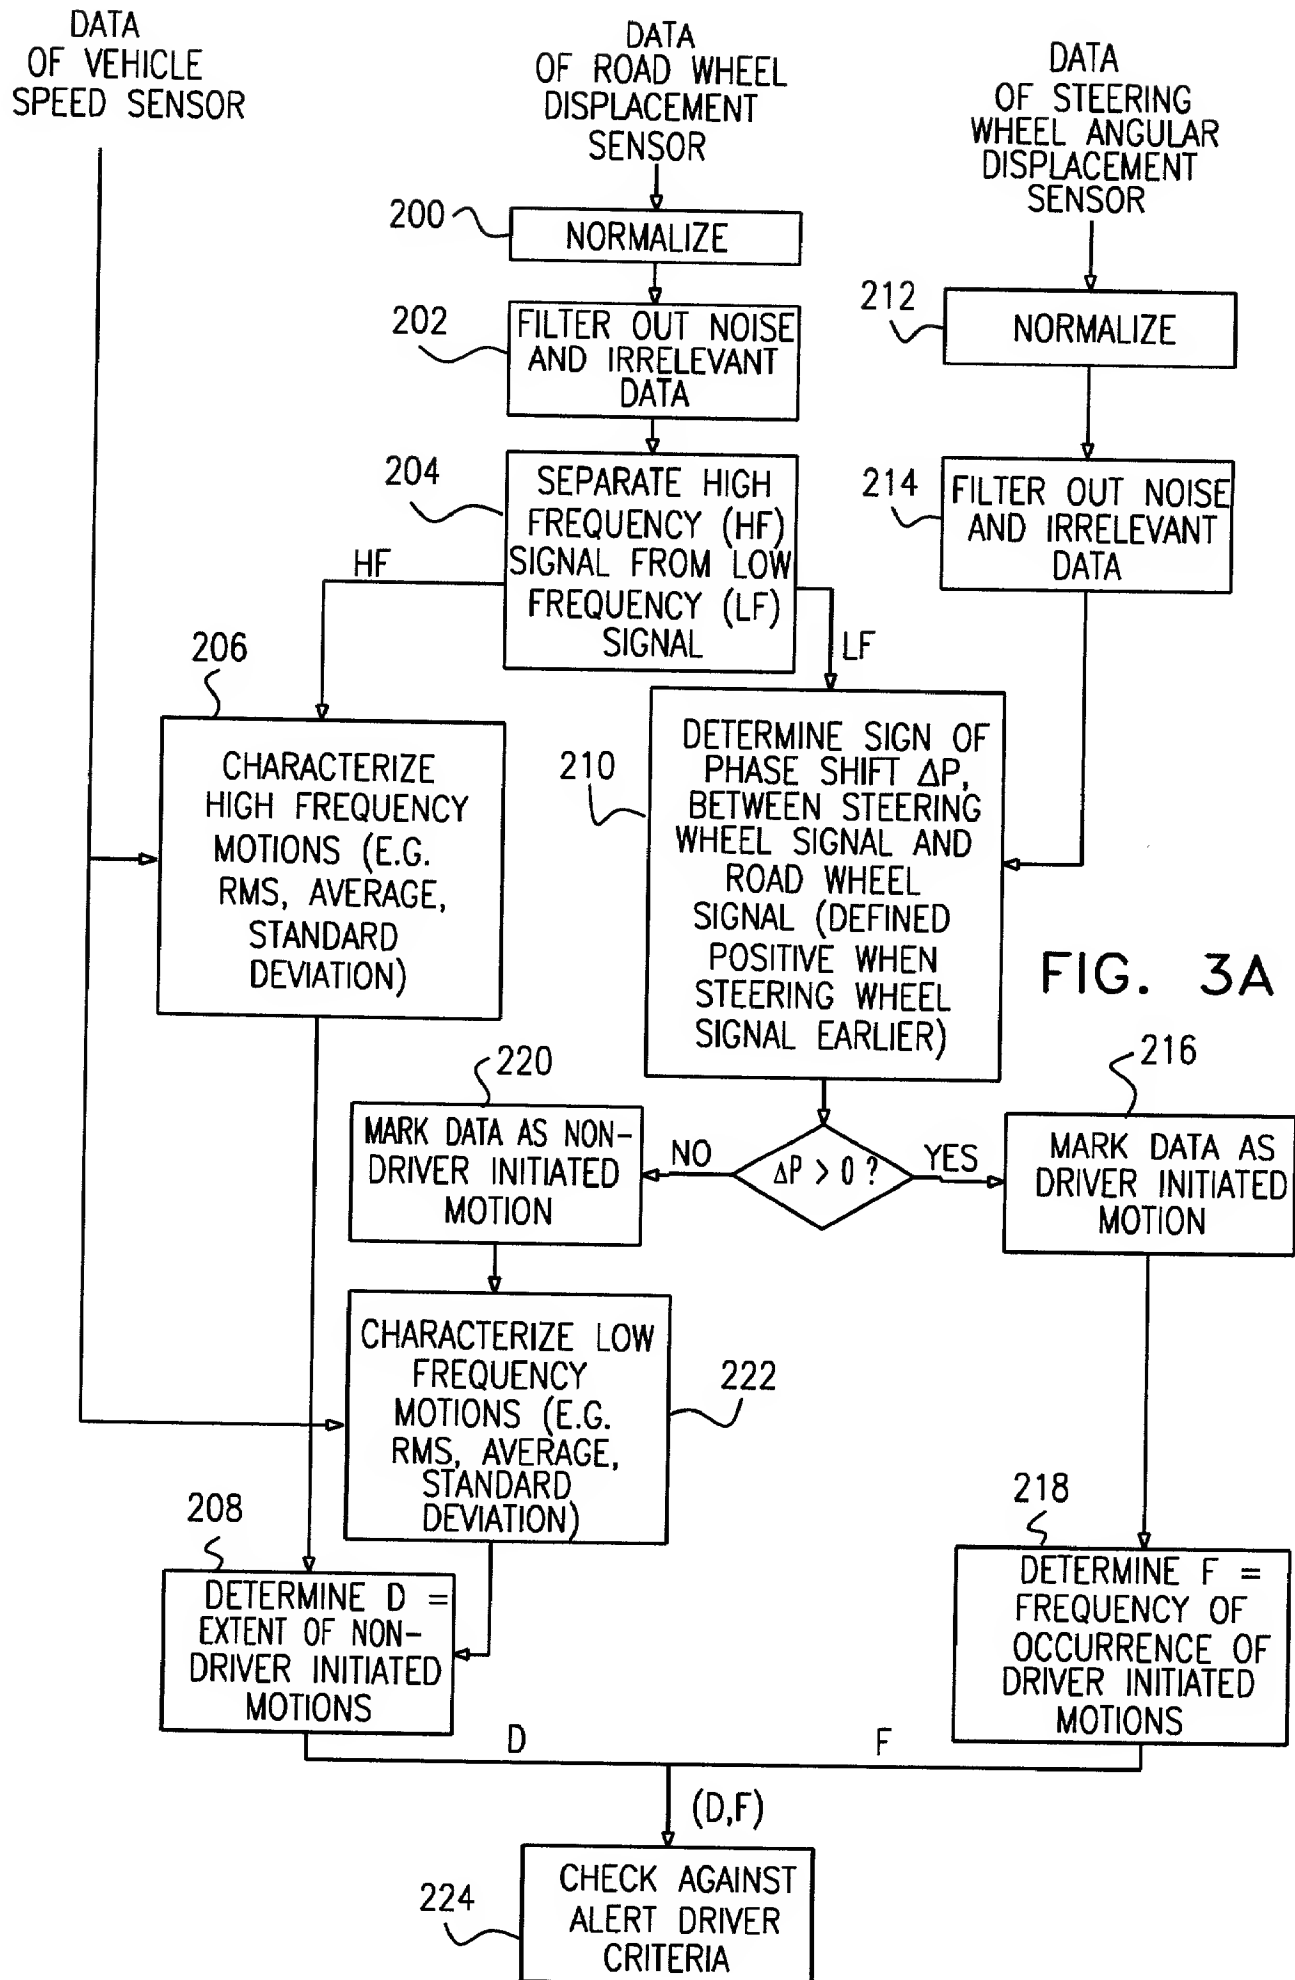 DATA
OF VEHICLE
SPEED SENSOR
DATA
OF ROAD WHEEL
DISPLACEMENT
SENSOR
DATA
OF STEERING
WHEEL ANGULAR
DISPLACEMENT
SENSOR
200
NORMALIZE
202
FILTER OUT NOISE
AND IRRELEVANT
DATA
212
NORMALIZE
204
SEPARATE HIGH
FREQUENCY (HF)
SIGNAL FROM LOW
FREQUENCY (LF)
SIGNAL
214
FILTER OUT NOISE
AND IRRELEVANT
DATA
HF
LF
206
CHARACTERIZE
HIGH FREQUENCY
MOTIONS (E.G.
RMS, AVERAGE,
STANDARD
DEVIATION)
210
DETERMINE SIGN OF
PHASE SHIFT ΔP,
BETWEEN STEERING
WHEEL SIGNAL AND
ROAD WHEEL
SIGNAL (DEFINED
POSITIVE WHEN
STEERING WHEEL
SIGNAL EARLIER)
FIG. 3A
220
MARK DATA AS NON-
DRIVER INITIATED
MOTION
NO
ΔP > 0 ?
YES
216
MARK DATA AS
DRIVER INITIATED
MOTION
222
CHARACTERIZE LOW
FREQUENCY
MOTIONS (E.G.
RMS, AVERAGE,
STANDARD
DEVIATION)
208
DETERMINE D =
EXTENT OF NON-
DRIVER INITIATED
MOTIONS
218
DETERMINE F =
FREQUENCY OF
OCCURRENCE OF
DRIVER INITIATED
MOTIONS
D
F
(D,F)
224
CHECK AGAINST
ALERT DRIVER
CRITERIA